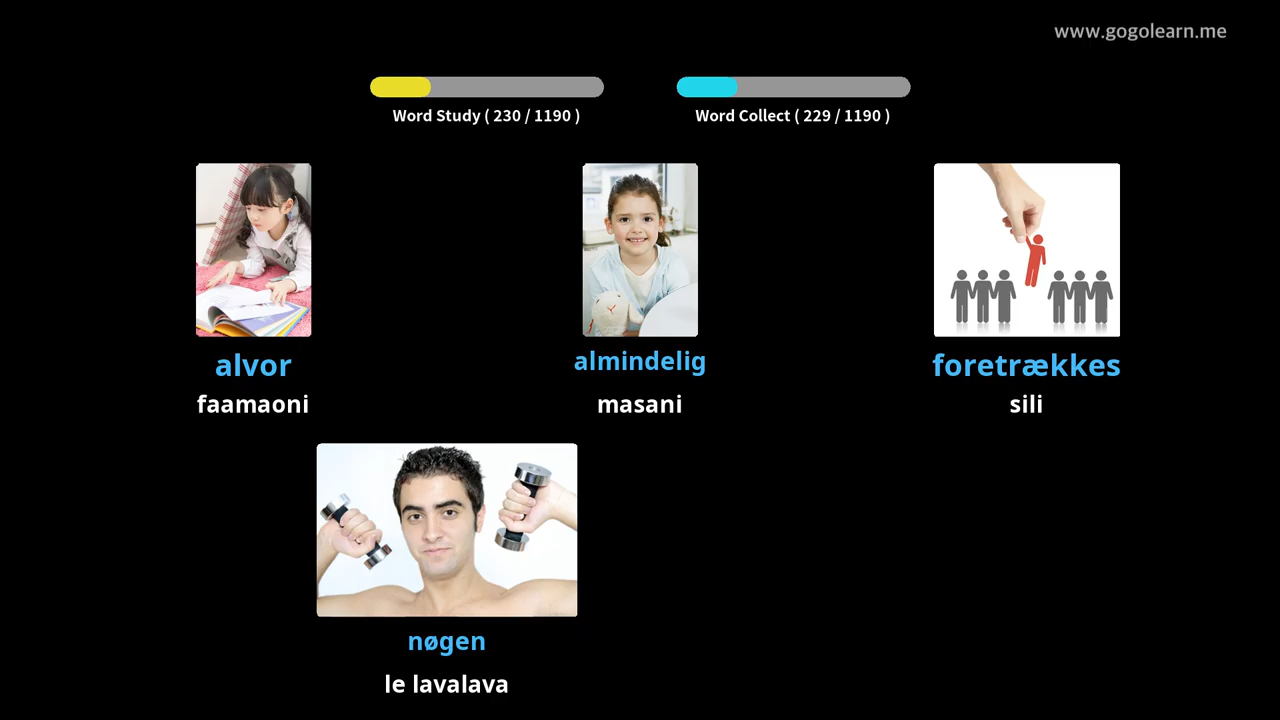 www.gogolearn.me
Word Study ( 230 / 1190 )
Word Collect ( 229 / 1190 )
alvor
faamaoni
almindelig
masani
foretrækkes
sili
nøgen
le lavalava